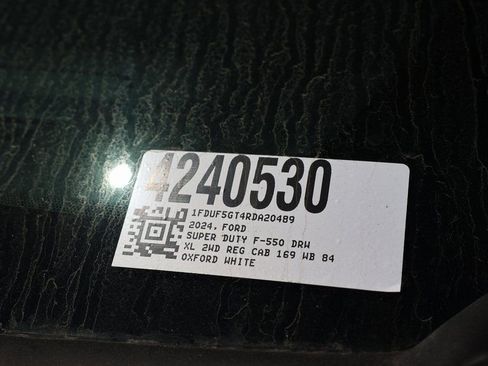 4240530
1FDUF5GT4RDA20489
2024, FORD
SUPER DUTY F-550 DRW
XL 2WD REG CAB 169 WB 84
OXFORD WHITE